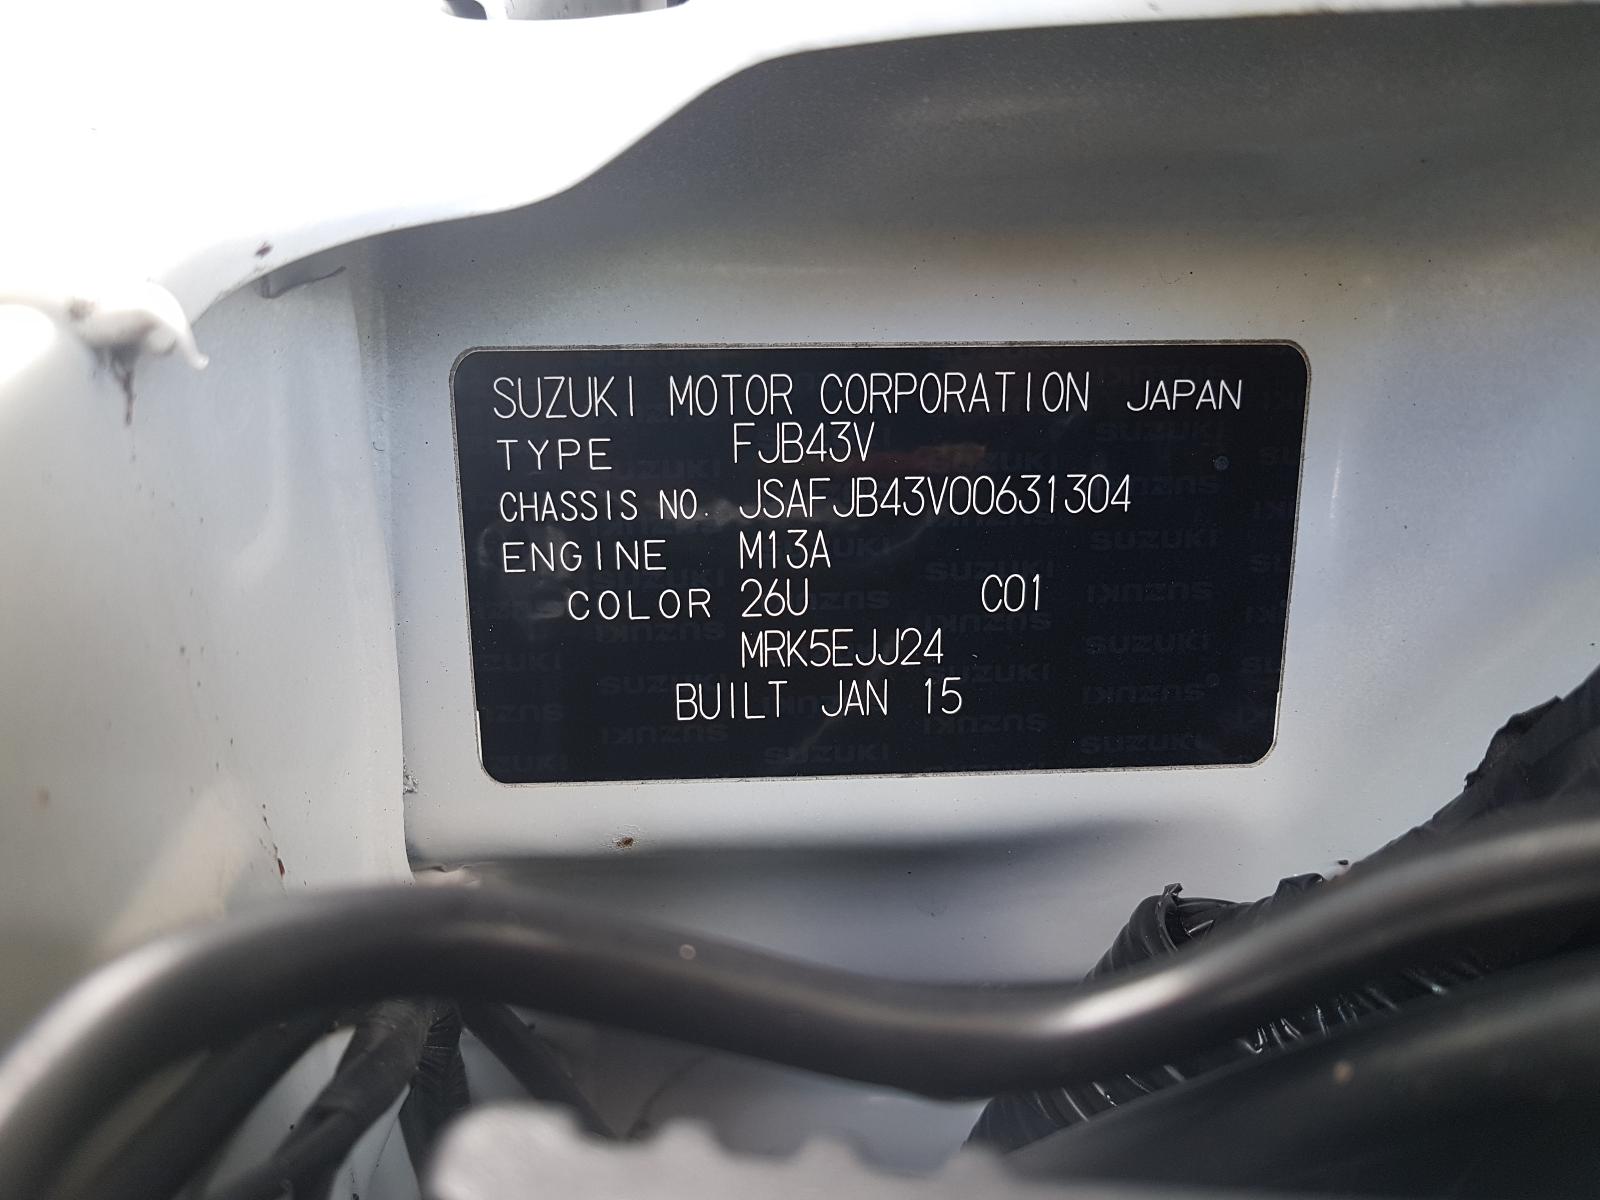 SUZUKI MOTOR CORPORATION JAPAN
TYPE FJB43V
CHASSIS NO. JSAFJB43V00631304
ENGINE M13A
COLOR 26U C01
MRK5EJJ24
BUILT JAN 15